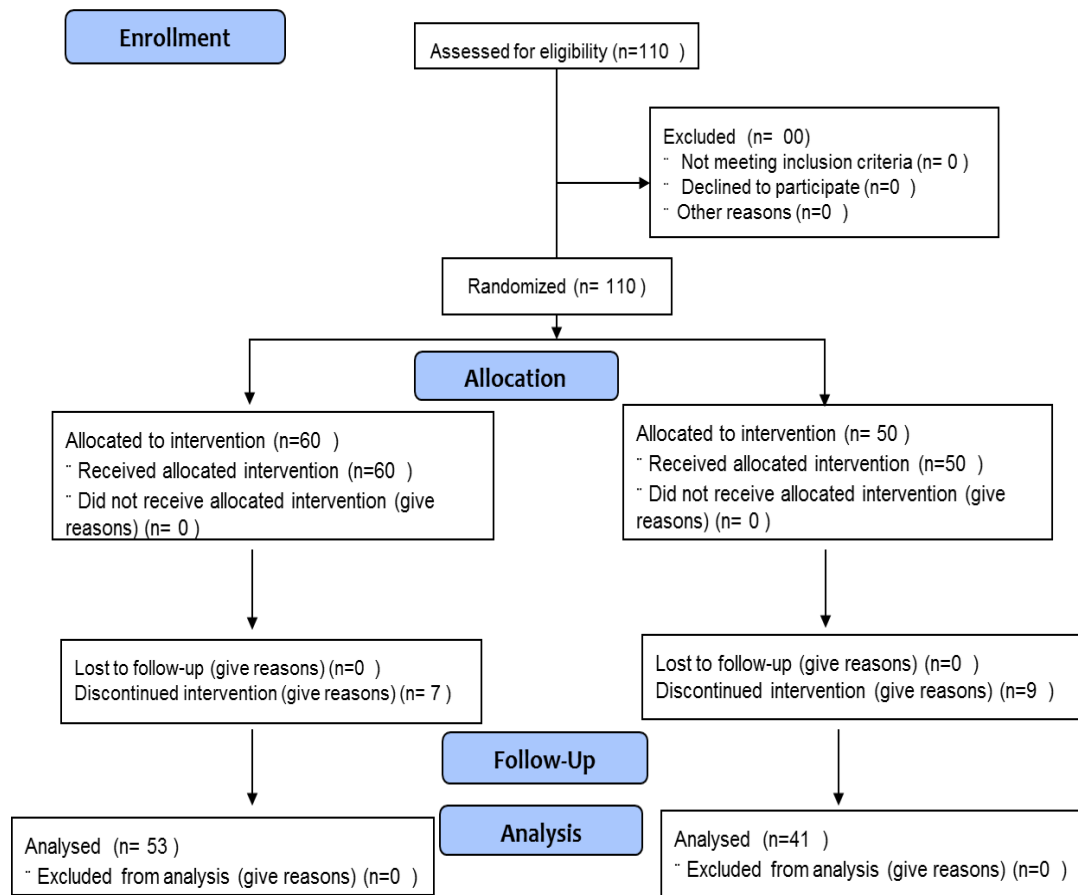 Enrollment
Assessed for eligibility (n=110 )
Excluded (n= 00)
¨ Not meeting inclusion criteria (n= 0 )
¨ Declined to participate (n=0 )
¨ Other reasons (n=0 )
Randomized (n= 110 )
Allocation
Allocated to intervention (n=60 )
¨ Received allocated intervention (n=60 )
¨ Did not receive allocated intervention (give
reasons) (n= 0 )
Allocated to intervention (n= 50 )
¨ Received allocated intervention (n=50 )
¨ Did not receive allocated intervention (give
reasons) (n= 0 )
Lost to follow-up (give reasons) (n=0 )
Discontinued intervention (give reasons) (n= 7 )
Lost to follow-up (give reasons) (n=0 )
Discontinued intervention (give reasons) (n=9 )
Follow-Up
Analysis
Analysed (n= 53 )
¨ Excluded from analysis (give reasons) (n=0 )
Analysed (n=41 )
¨ Excluded from analysis (give reasons) (n=0 )